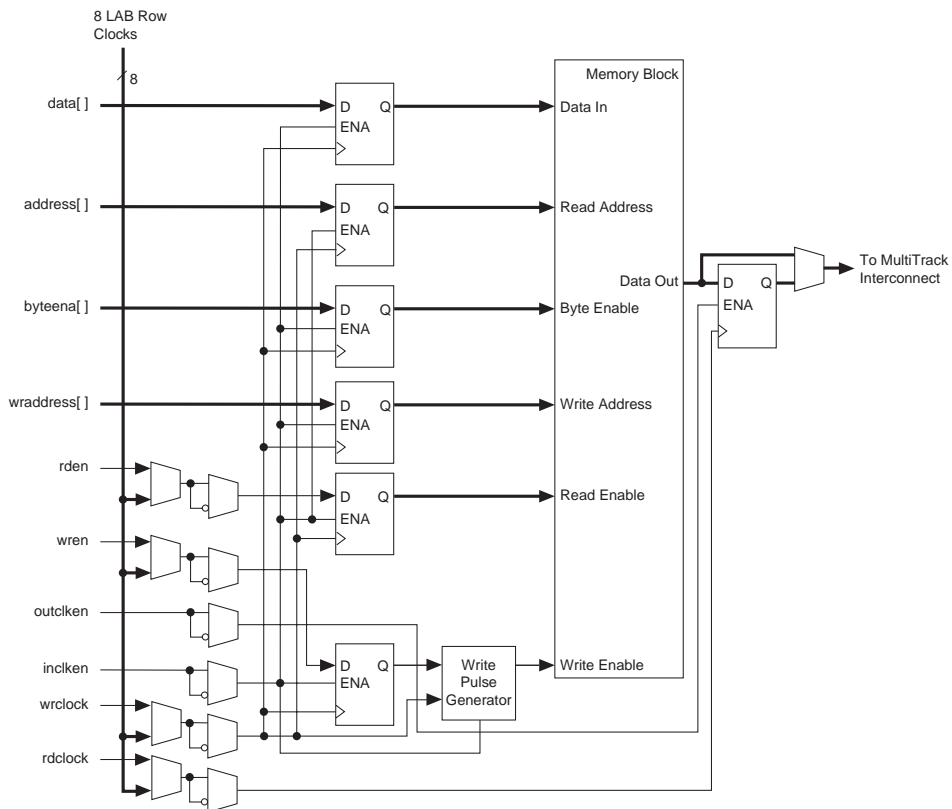 8 LAB Row
Clocks
8
Memory Block
data[ ]
D Q
ENA
Data In
address[ ]
D Q
ENA
Read Address
To MultiTrack
Interconnect
Data Out
D Q
ENA
byteena[ ]
D Q
ENA
Byte Enable
wraddress[ ]
D Q
ENA
Write Address
rden
D Q
ENA
Read Enable
wren
outclken
inclken
D Q
ENA
Write
Pulse
Generator
Write Enable
wrclock
rdclock